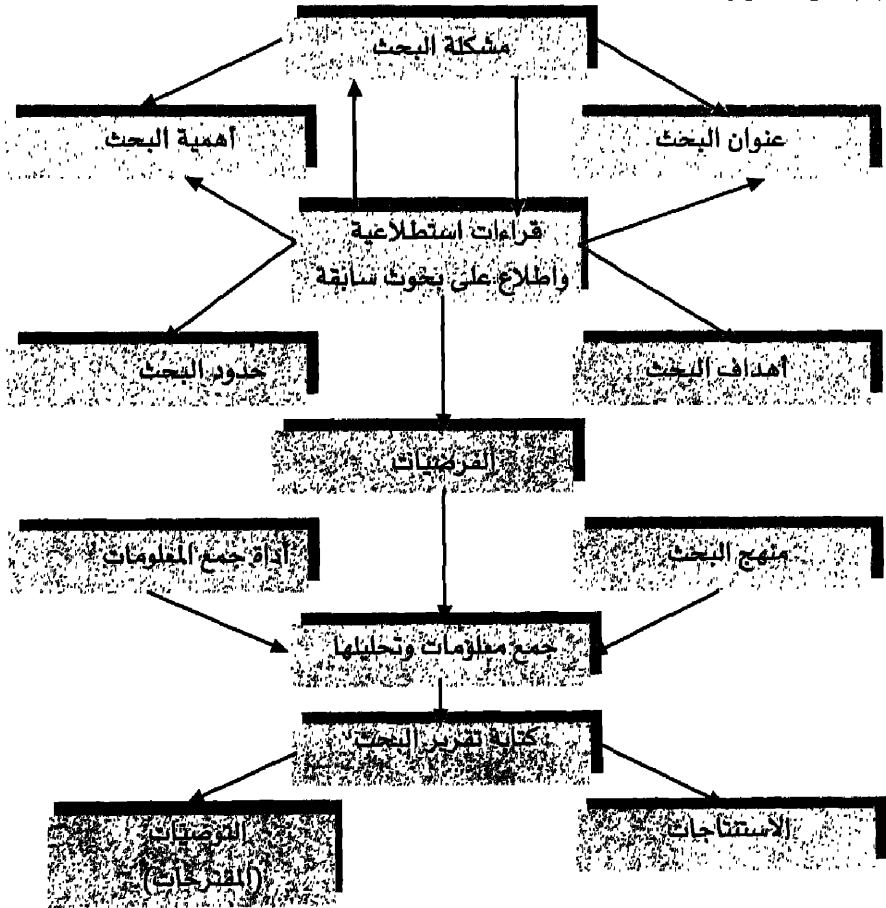 مشكلة البحث
عنوان البحث
أهمية البحث
قراءات استطلاعية
واطلاع على بحوث سابقة
أهداف البحث
حدود البحث
الفرضيات
منهج البحث
أداة جمع المعلومات
جمع معلومات وتحليلها
كتابة تقرير البحث
الاستنتاجات
التوصيات
(المقترحات)